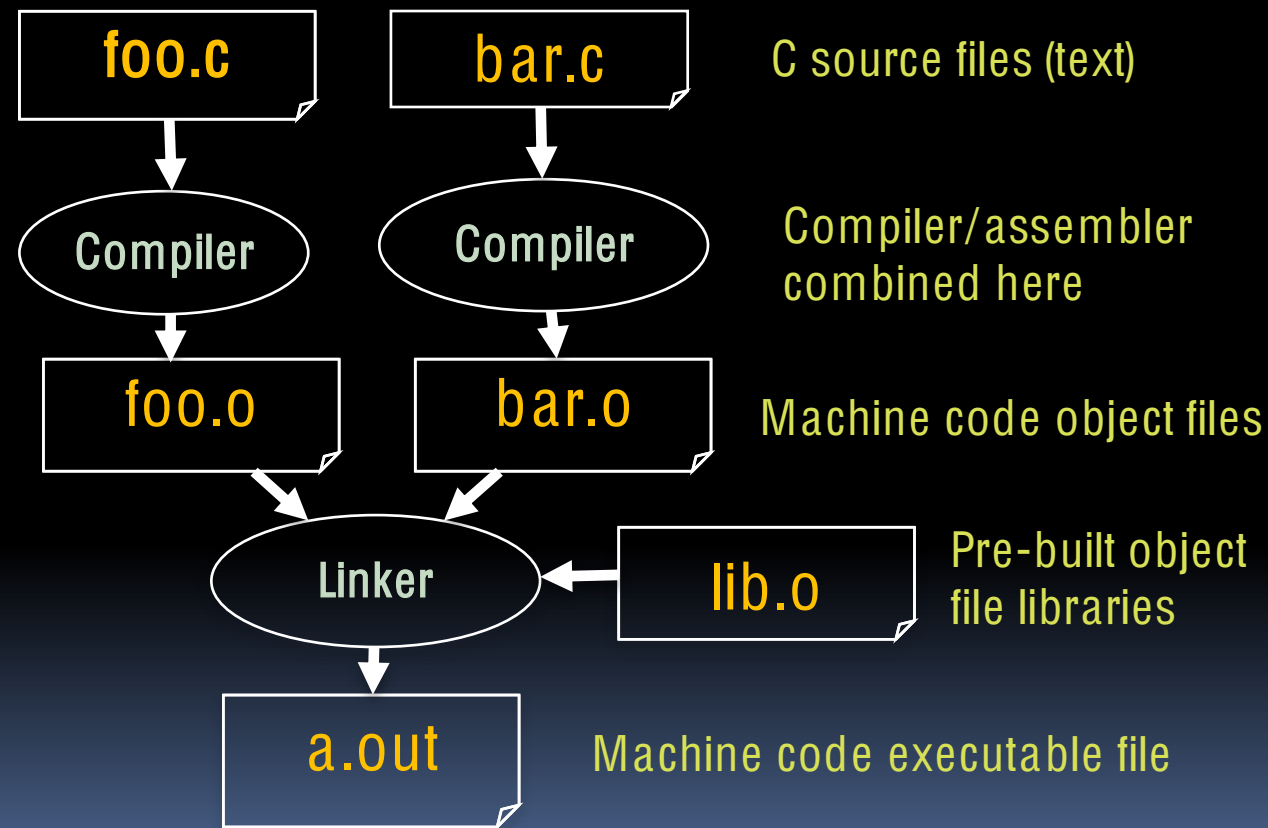 foo.c
bar.c
C source files (text)
Compiler
Compiler
Compiler/assembler
combined here
foo.o
bar.o
Machine code object files
Linker
lib.o
Pre-built object
file libraries
a.out
Machine code executable file